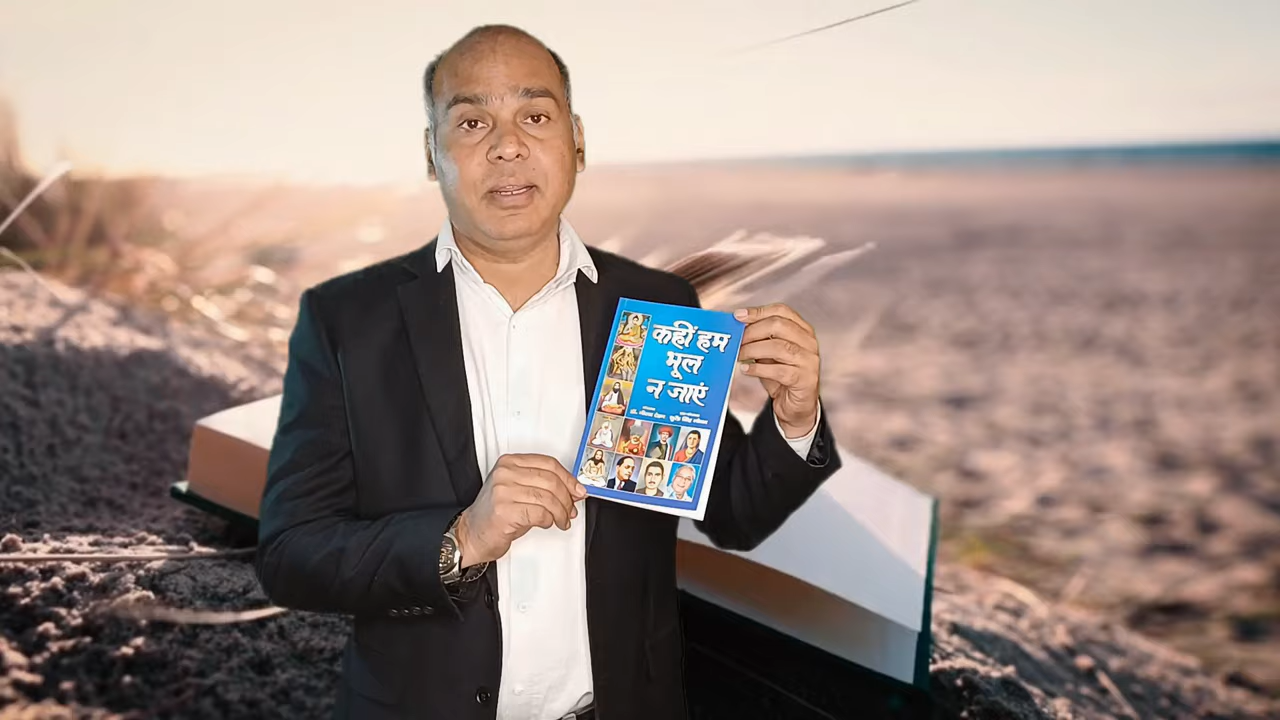 कहीं हम
भूल
न जाएं